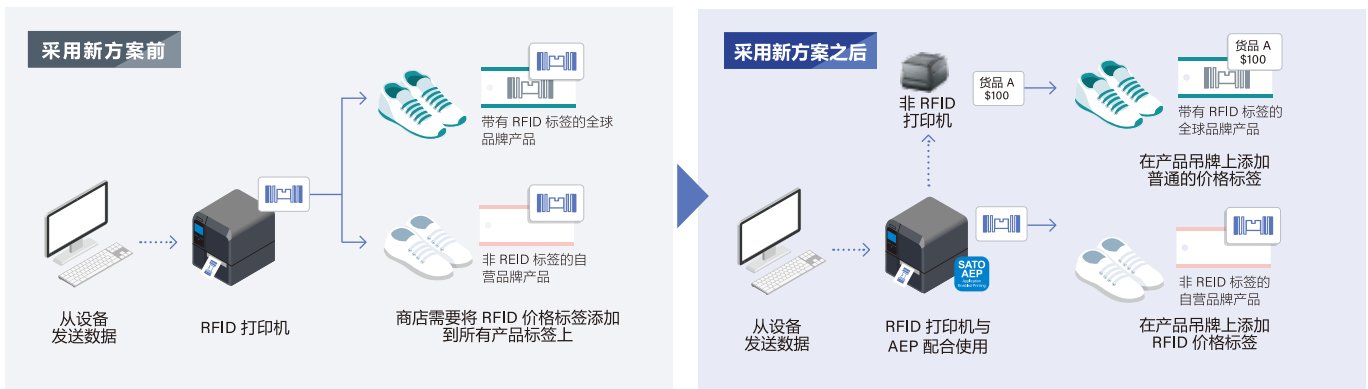 采用新方案前
带有 RFID 标签的全球
品牌产品
非 REID 标签的自
营品牌产品
从设备
发送数据
RFID 打印机
商店需要将 RFID 价格标签添加
到所有产品标签上
采用新方案之后
非 RFID
打印机
货品 A
$100
货品 A
$100
带有 RFID 标签的
全球品牌产品
在产品吊牌上添加
普通的价格标签
SATO
AEP
Application
Enabled Printing
非 REID 标签的
自营品牌产品
从设备
发送数据
RFID 打印机与
AEP 配合使用
在产品吊牌上添加
RFID 价格标签